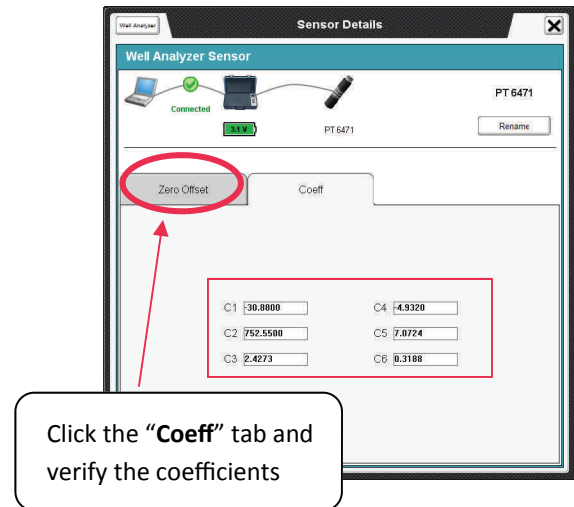 Well Analyzer
Sensor Details
Well Analyzer Sensor
Connected
3.1 V
PT 6471
PT 6471
Rename
Zero Offset
Coeff
C1 -30.8800
C4 -4.9320
C2 752.5500
C5 7.0724
C3 2.4273
C6 0.3188
Click the “Coeff” tab and
verify the coefficients